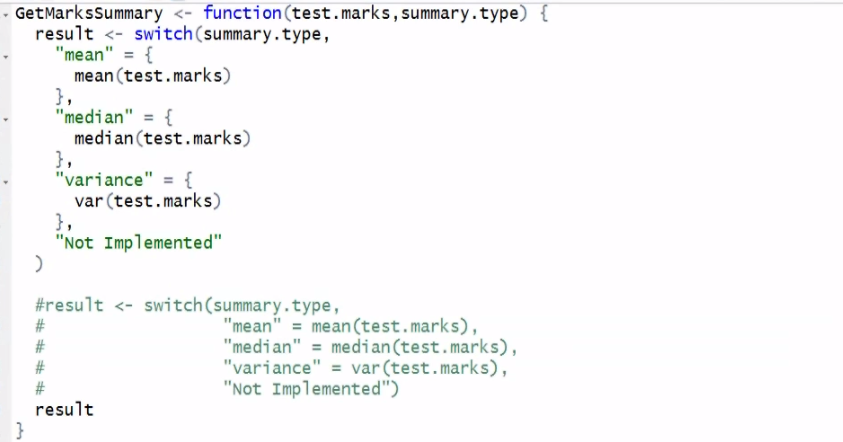 GetMarksSummary <- function(test.marks,summary.type) {
  result <- switch(summary.type,
    "mean" = {
      mean(test.marks)
    },
    "median" = {
      median(test.marks)
    },
    "variance" = {
      var(test.marks)
    },
    "Not Implemented"
  )

  #result <- switch(summary.type,
  #                  "mean" = mean(test.marks),
  #                  "median" = median(test.marks),
  #                  "variance" = var(test.marks),
  #                  "Not Implemented")
  result
}